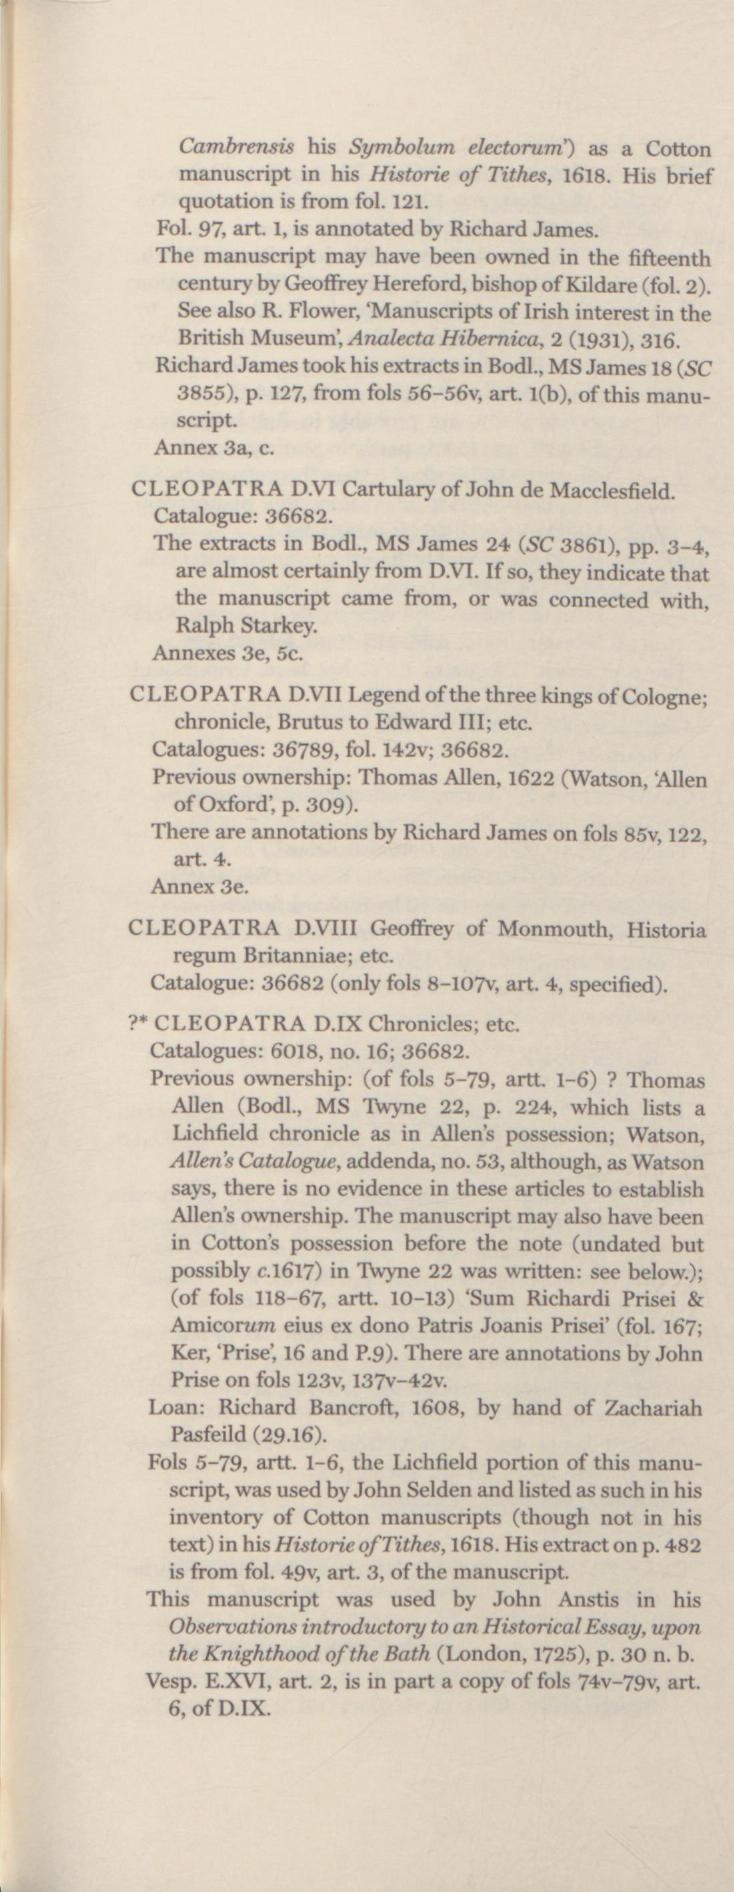 Cambrensis his Symbolum electorum') as a Cotton
manuscript in his Historie of Tithes, 1618. His brief
quotation is from fol. 121.
Fol. 97, art. 1, is annotated by Richard James.
The manuscript may have been owned in the fifteenth
century by Geoffrey Hereford, bishop of Kildare (fol. 2).
See also R. Flower, 'Manuscripts of Irish interest in the
British Museum', Analecta Hibernica, 2 (1931), 316.
Richard James took his extracts in Bodl., MS James 18 (SC
3855), p. 127, from fols 56–56v, art. 1(b), of this manu-
script.
Annex 3a, c.
CLEOPATRA D.VI Cartulary of John de Macclesfield.
Catalogue: 36682.
The extracts in Bodl., MS James 24 (SC 3861), pp. 3–4,
are almost certainly from D.VI. If so, they indicate that
the manuscript came from, or was connected with,
Ralph Starkey.
Annexes 3e, 5c.
CLEOPATRA D.VII Legend of the three kings of Cologne;
chronicle, Brutus to Edward III; etc.
Catalogues: 36789, fol. 142v; 36682.
Previous ownership: Thomas Allen, 1622 (Watson, 'Allen
of Oxford', p. 309).
There are annotations by Richard James on fols 85v, 122,
art. 4.
Annex 3e.
CLEOPATRA D.VIII Geoffrey of Monmouth, Historia
regum Britanniae; etc.
Catalogue: 36682 (only fols 8–107v, art. 4, specified).
?* CLEOPATRA D.IX Chronicles; etc.
Catalogues: 6018, no. 16; 36682.
Previous ownership: (of fols 5–79, artt. 1–6) ? Thomas
Allen (Bodl., MS Twyne 22, p. 224, which lists a
Lichfield chronicle as in Allen's possession; Watson,
Allen's Catalogue, addenda, no. 53, although, as Watson
says, there is no evidence in these articles to establish
Allen's ownership. The manuscript may also have been
in Cotton's possession before the note (undated but
possibly c.1617) in Twyne 22 was written: see below.);
(of fols 118–67, artt. 10–13) 'Sum Richardi Prisei &
Amicorum eius ex dono Patris Joanis Prisei' (fol. 167;
Ker, 'Prise', 16 and P.9). There are annotations by John
Prise on fols 123v, 137v–42v.
Loan: Richard Bancroft, 1608, by hand of Zachariah
Pasfeild (29.16).
Fols 5–79, artt. 1–6, the Lichfield portion of this manu-
script, was used by John Selden and listed as such in his
inventory of Cotton manuscripts (though not in his
text) in his Historie of Tithes, 1618. His extract on p. 482
is from fol. 49v, art. 3, of the manuscript.
This manuscript was used by John Anstis in his
Observations introductory to an Historical Essay, upon
the Knighthood of the Bath (London, 1725), p. 30 n. b.
Vesp. E.XVI, art. 2, is in part a copy of fols 74v–79v, art.
6, of D.IX.